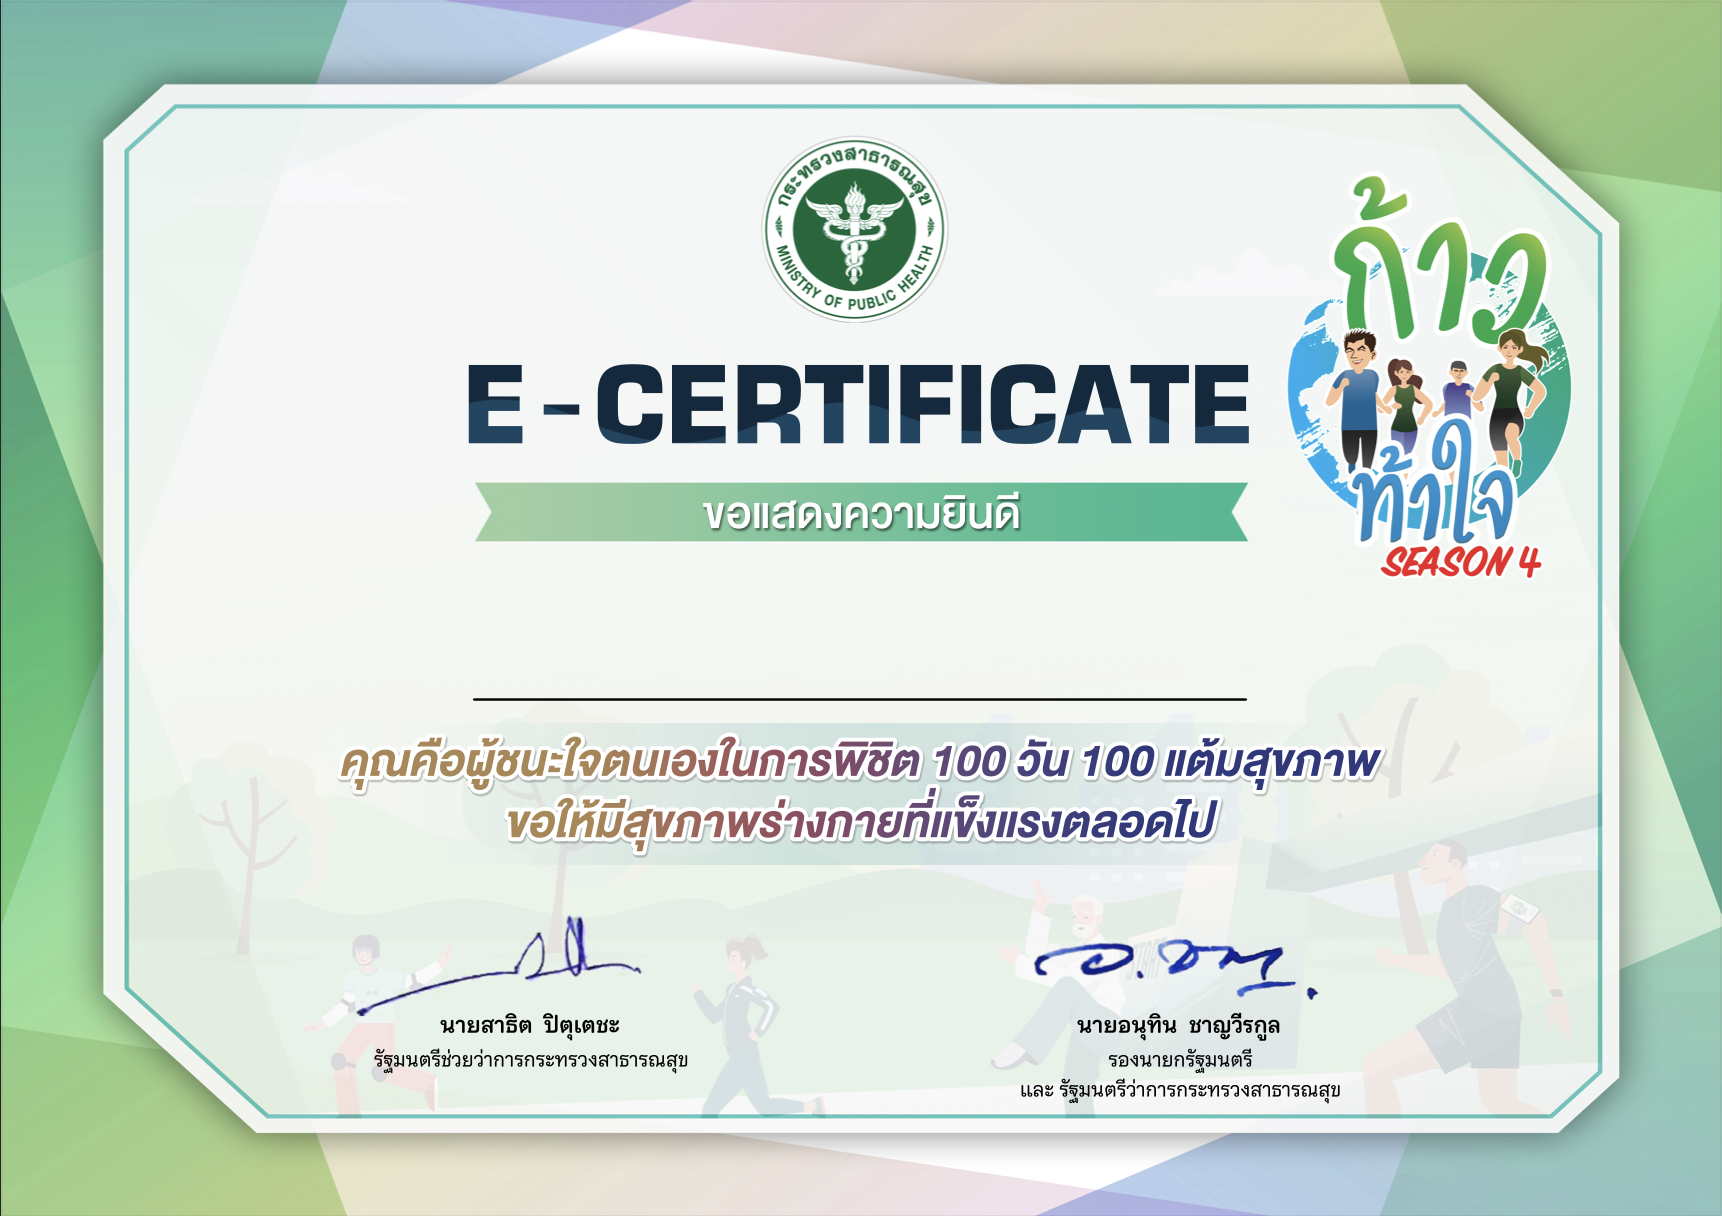 กระทรวงสาธารณสุข
MINISTRY OF PUBLIC HEALTH
ก้าว
ท้าใจ
SEASON 4
E - CERTIFICATE
ขอแสดงความยินดี
คุณคือผู้ชนะใจตนเองในการพิชิต 100 วัน 100 แต้มสุขภาพ
ขอให้มีสุขภาพร่างกายที่แข็งแรงตลอดไป
นายสาธิต ปิตุเตชะ
รัฐมนตรีช่วยว่าการกระทรวงสาธารณสุข
นายอนุทิน ชาญวีรกูล
รองนายกรัฐมนตรี
และ รัฐมนตรีว่าการกระทรวงสาธารณสุข